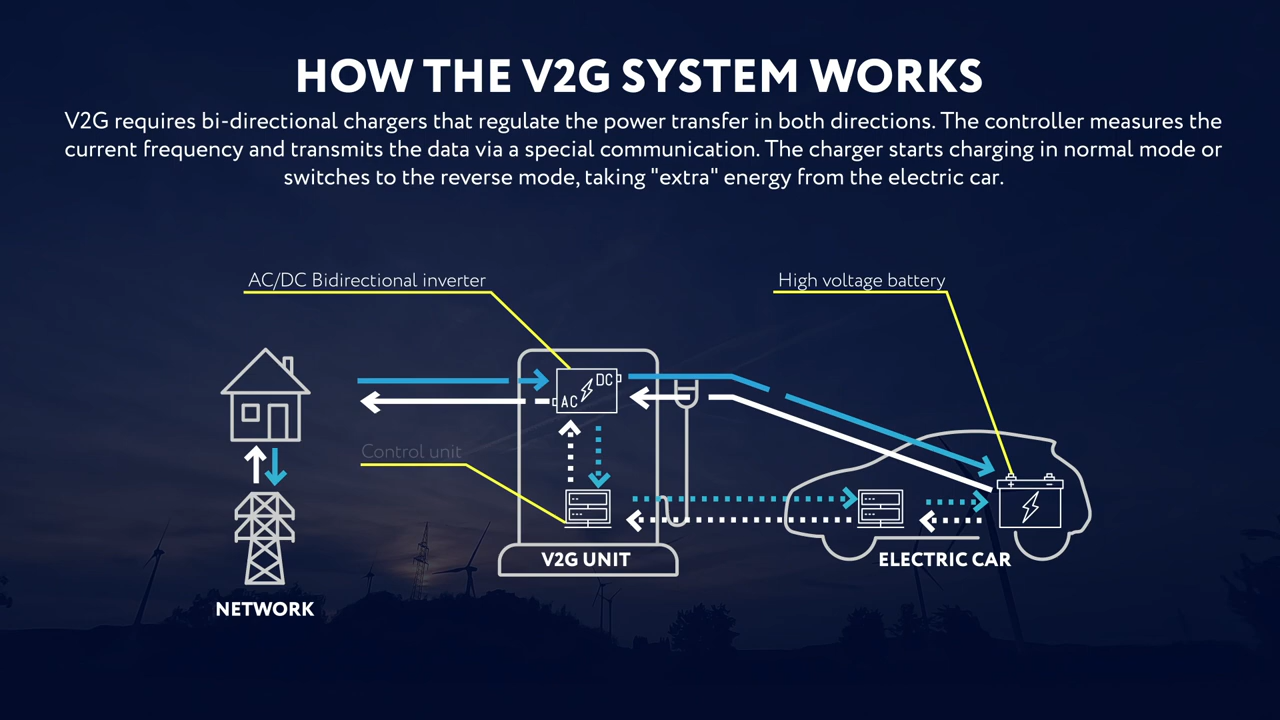 HOW THE V2G SYSTEM WORKS
V2G requires bi-directional chargers that regulate the power transfer in both directions. The controller measures the
current frequency and transmits the data via a special communication. The charger starts charging in normal mode or
switches to the reverse mode, taking "extra" energy from the electric car.
AC/DC Bidirectional inverter
High voltage battery
DC
AC
Control unit
V2G UNIT
ELECTRIC CAR
NETWORK